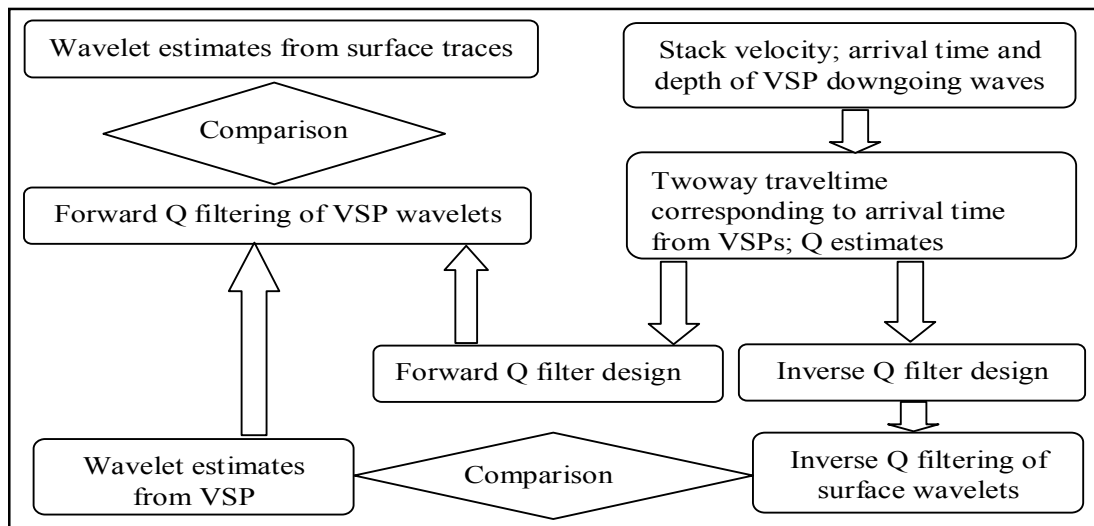 Wavelet estimates from surface traces
Stack velocity; arrival time and
depth of VSP downgoing waves
Comparison
Twoway traveltime
corresponding to arrival time
from VSPs; Q estimates
Forward Q filtering of VSP wavelets
Forward Q filter design
Inverse Q filter design
Wavelet estimates
from VSP
Comparison
Inverse Q filtering of
surface wavelets